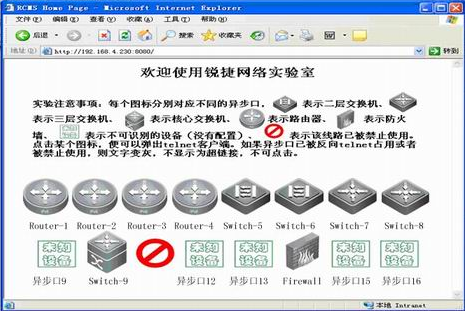 RCMS Home Page - Microsoft Internet Explorer
文件(F) 编辑(E) 查看(V) 收藏(A) 工具(T) 帮助(H)
后退 搜索 收藏夹
地址(D) http://192.168.4.230:8080/ 转到
欢迎使用锐捷网络实验室
实验注意事项：每个图标分别对应不同的异步口， 表示二层交换机、
表示三层交换机、 表示核心交换机、 表示路由器、 表示防火
墙、 未知设备 表示不可识别的设备（没有配置）、 表示该线路已被禁止使用。
点击某个图标，便可以弹出telnet客户端。如果异步口已被反向telnet占用或者
被禁止使用，则文字变灰，不显示为超链接，不可点击。
Router-1 Router-2 Router-3 Router-4 Switch-5 Switch-6 Switch-7 Switch-8
未知设备 未知设备 未知设备 未知设备 未知设备
异步口9 Switch-9 异步口12 异步口13 Firewall 异步口15 异步口16
本地 Intranet